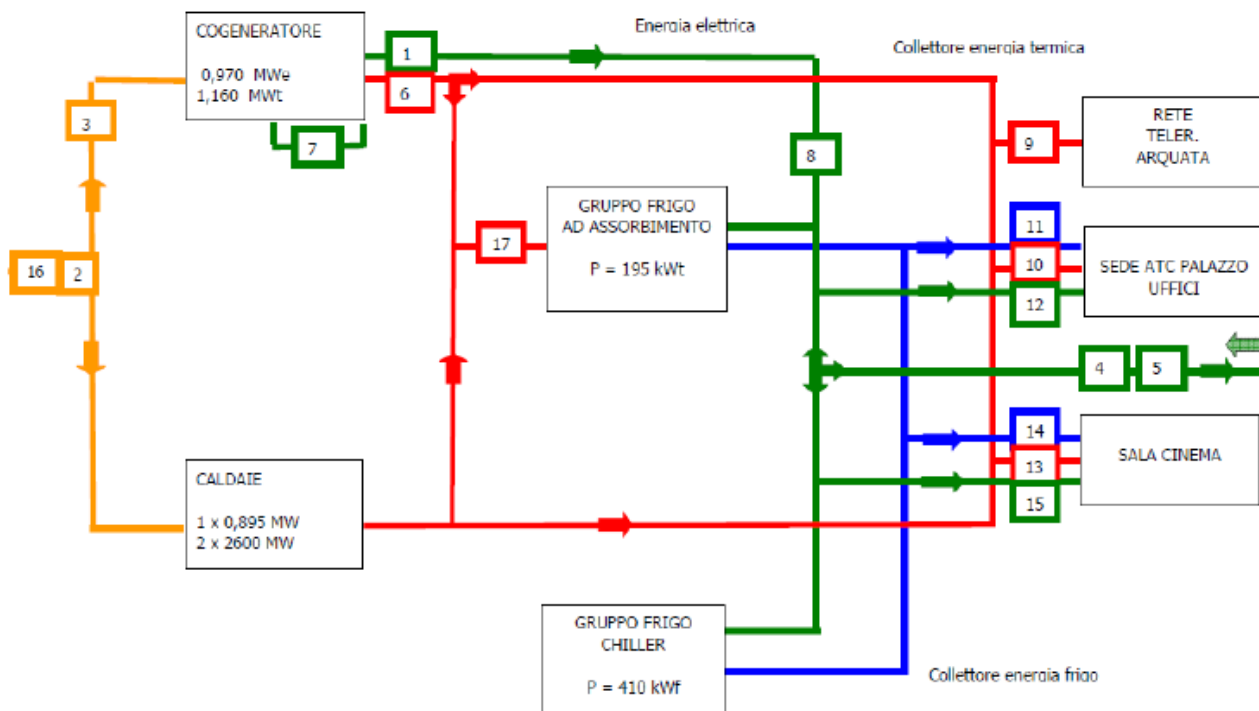 COGENERATORE
0,970 MWe
1,160 MWt
Energia elettrica
Collettore energia termica
1
6
3
7
8
9
RETE
TELER.
ARQUATA
GRUPPO FRIGO
AD ASSORBIMENTO
P = 195 kWt
17
11
10
12
SEDE ATC PALAZZO
UFFICI
16
2
4
5
14
13
15
SALA CINEMA
CALDAIE
1 x 0,895 MW
2 x 2600 MW
GRUPPO FRIGO
CHILLER
P = 410 kWf
Collettore energia frigo